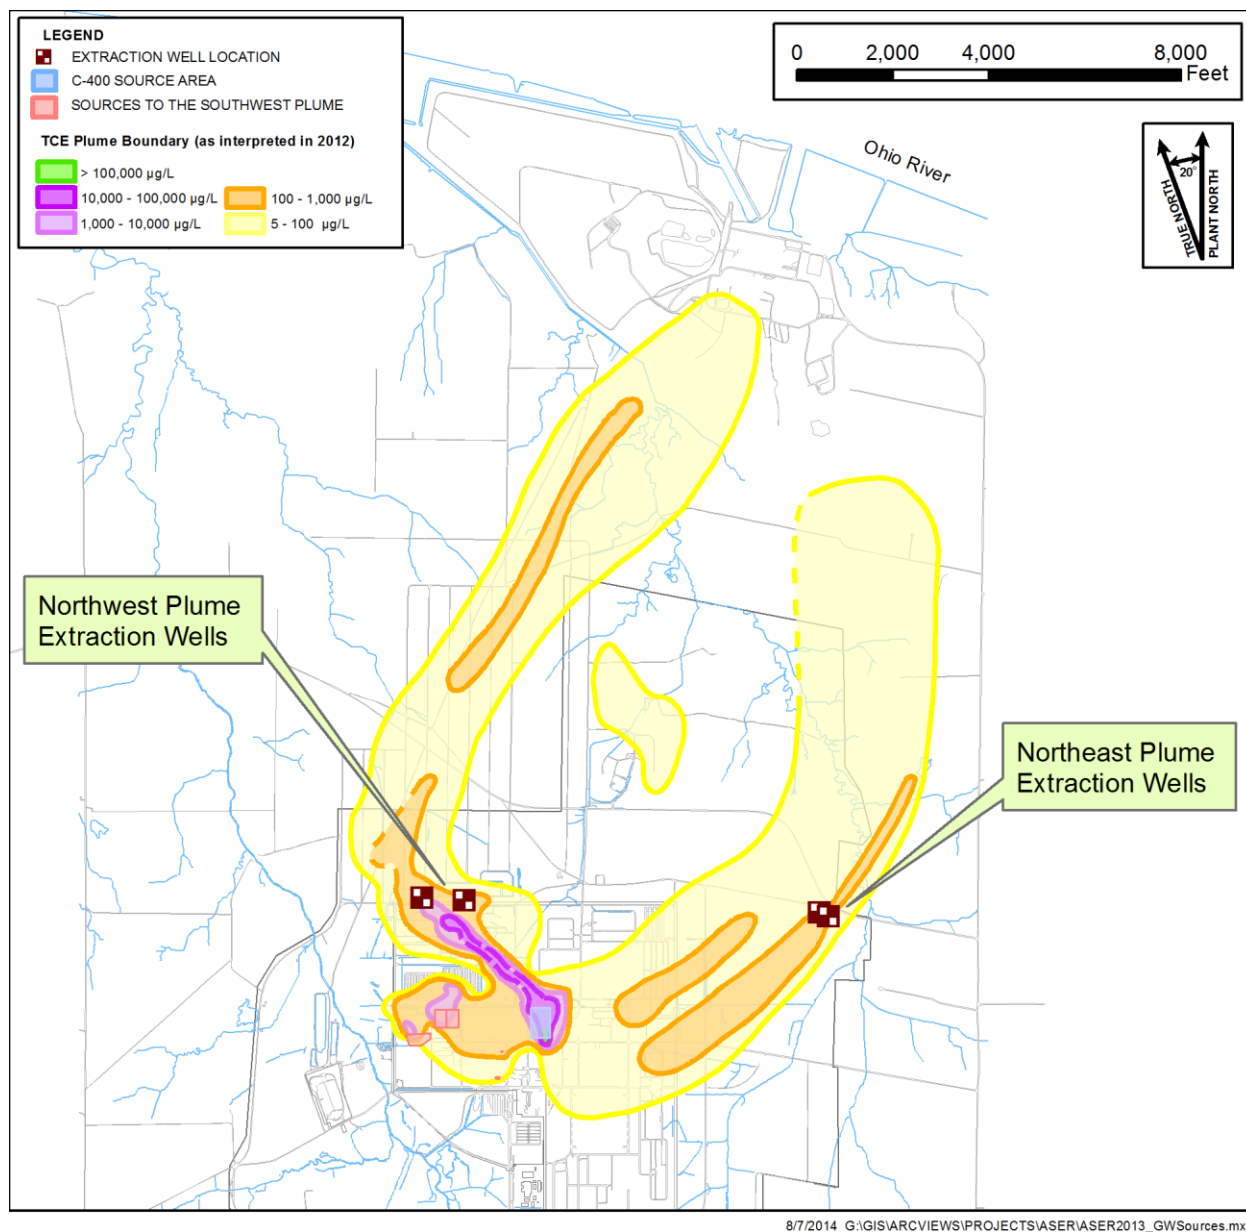 LEGEND
EXTRACTION WELL LOCATION
C-400 SOURCE AREA
SOURCES TO THE SOUTHWEST PLUME
TCE Plume Boundary (as interpreted in 2012)
> 100,000 µg/L
10,000 - 100,000 µg/L
100 - 1,000 µg/L
1,000 - 10,000 µg/L
5 - 100 µg/L
0 2,000 4,000 8,000
Feet
Ohio River
20°
TRUE NORTH
PLANT NORTH
Northwest Plume
Extraction Wells
Northeast Plume
Extraction Wells
8/7/2014 G:\GIS\ARCVIEWS\PROJECTS\ASER\ASER2013_GWSources.mx